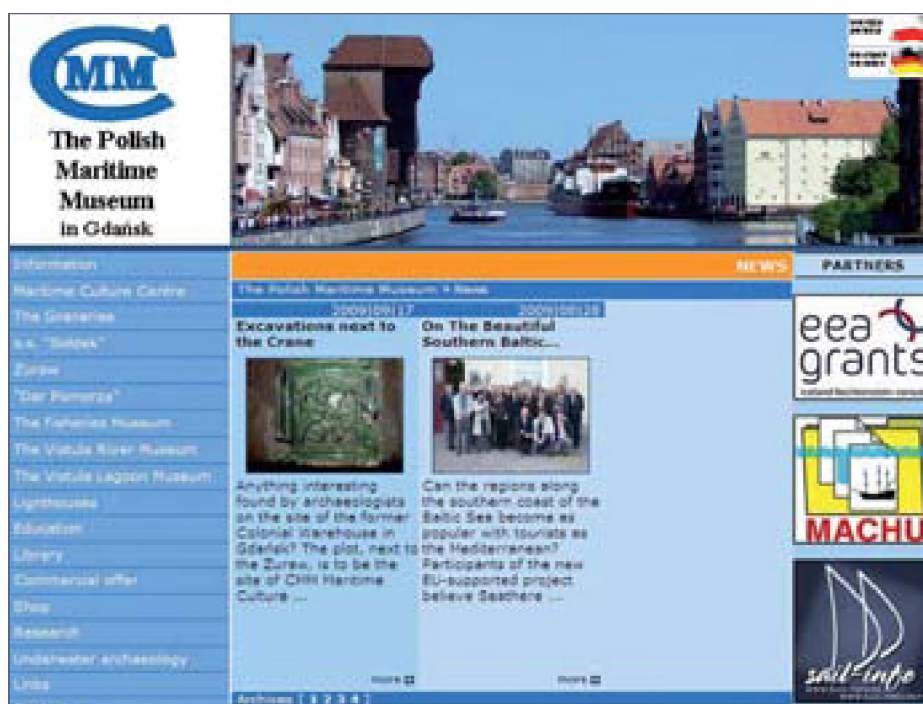 CMM
The Polish
Maritime
Museum
in Gdańsk
Information
Maritime Culture Centre
The Granaries
s.s. "Sołdek"
Żuraw
"Dar Pomorza"
The Fisheries Museum
The Vistula River Museum
The Vistula Lagoon Museum
Lighthouses
Education
Library
Commercial offer
Shop
Research
Underwater archaeology
Links
NEWS
The Polish Maritime Museum
News
2009|09|17
Excavations next to
the Crane
Anything interesting
found by archaeologists
on the site of the former
Colonial Warehouse in
Gdańsk? The plot, next to
the Żuraw, is to be the
site of CMM Maritime
Culture ...
more
On The Beautiful
Southern Baltic...
Can the regions along
the southern coast of the
Baltic Sea become as
popular with tourists as
the Mediterranean?
Participants of the new
EU-supported project
believe Seathere ...
more
Archives [ 1 2 3 4 ]
PARTNERS
eea
grants
MACHU
sail-info